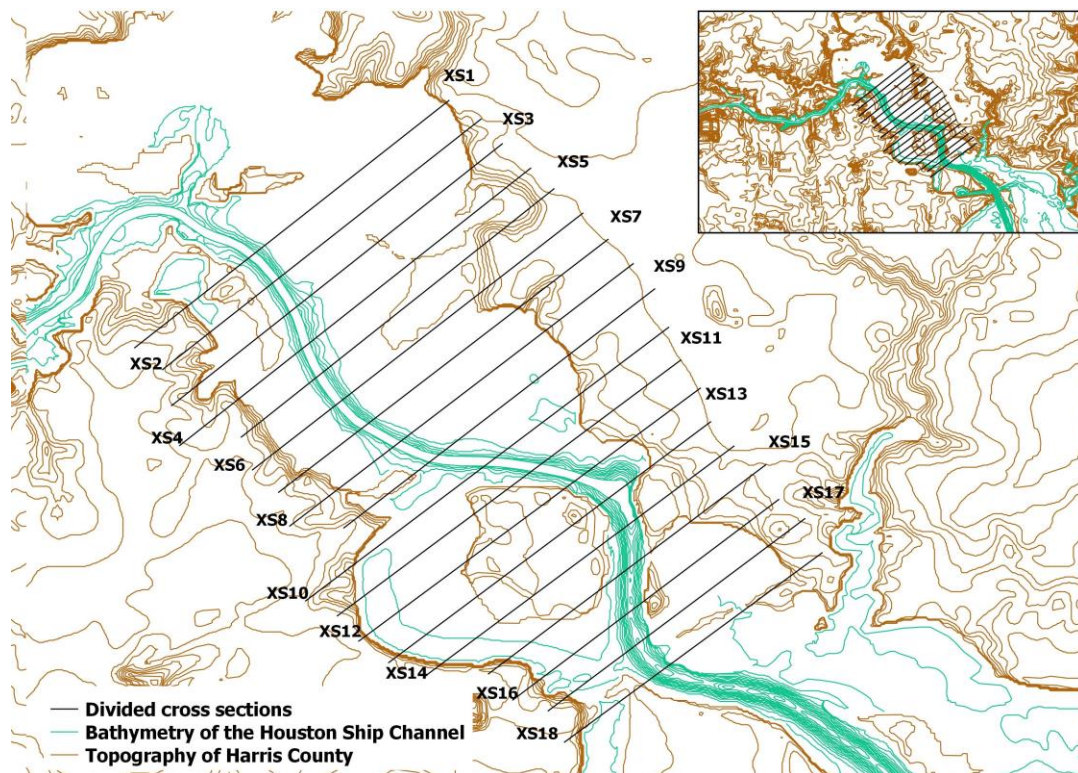 XS1
XS3
XS5
XS7
XS9
XS11
XS13
XS15
XS17
XS2
XS4
XS6
XS8
XS10
XS12
XS14
XS16
XS18
Divided cross sections
Bathymetry of the Houston Ship Channel
Topography of Harris County